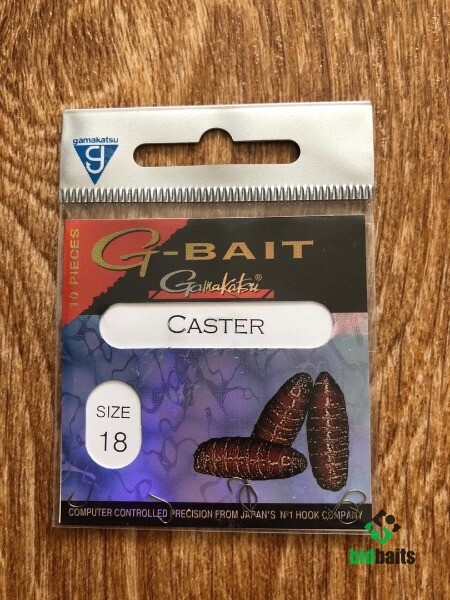 gamakatsu
g
10 PIECES
G-BAIT
Gamakatsu®
CASTER
SIZE
18
COMPUTER CONTROLLED PRECISION FROM JAPAN'S Nº1 HOOK COMPANY
bidbaits